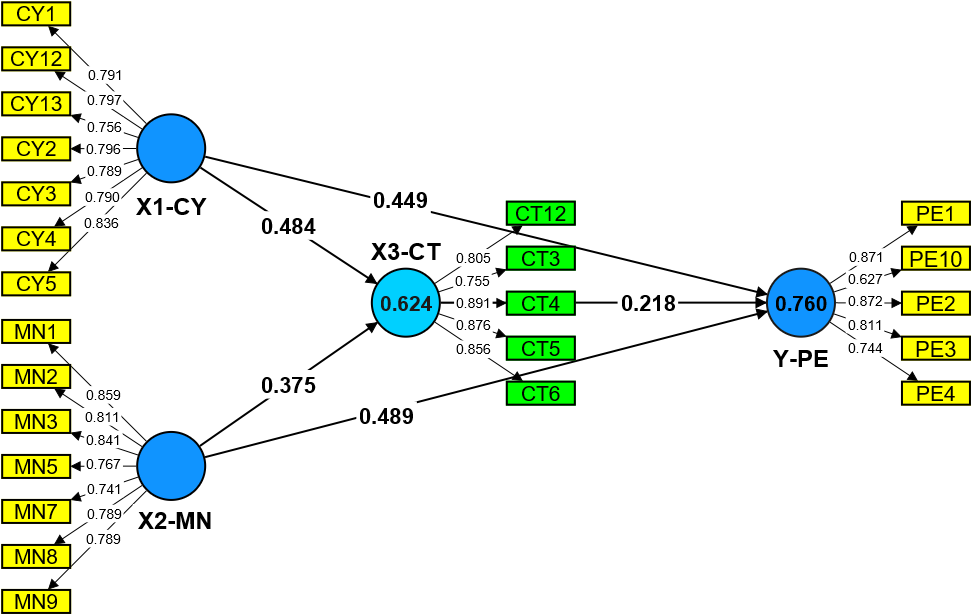 CY1
CY12
CY13
CY2
CY3
CY4
CY5
0.791
0.797
0.756
0.796
0.789
0.790
0.836
X1-CY
MN1
MN2
MN3
MN5
MN7
MN8
MN9
0.859
0.811
0.841
0.767
0.741
0.789
0.789
X2-MN
0.484
0.375
0.449
0.489
0.218
X3-CT
0.624
0.805
0.755
0.891
0.876
0.856
CT12
CT3
CT4
CT5
CT6
0.760
Y-PE
0.871
0.627
0.872
0.811
0.744
PE1
PE10
PE2
PE3
PE4